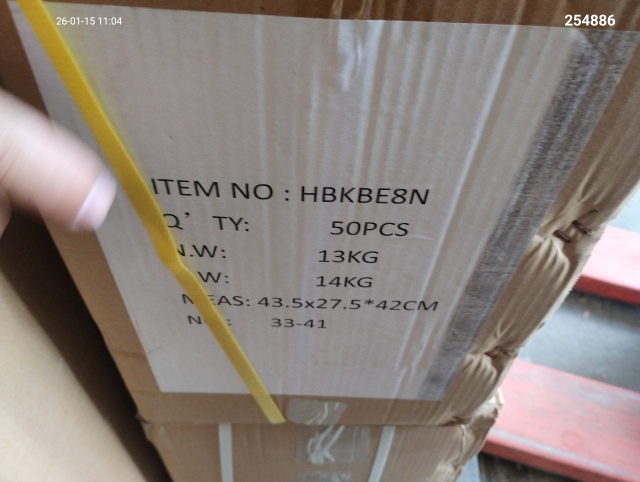 26-01-15 11:04
254886
ITEM NO : HBKBE8N
Q' TY: 50PCS
N.W: 13KG
W: 14KG
MEAS: 43.5x27.5*42CM
33-41